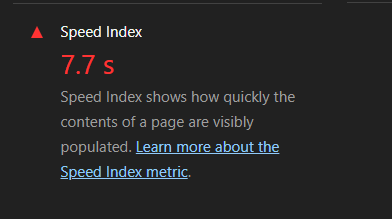 Speed Index
7.7 s
Speed Index shows how quickly the
contents of a page are visibly
populated. Learn more about the
Speed Index metric.